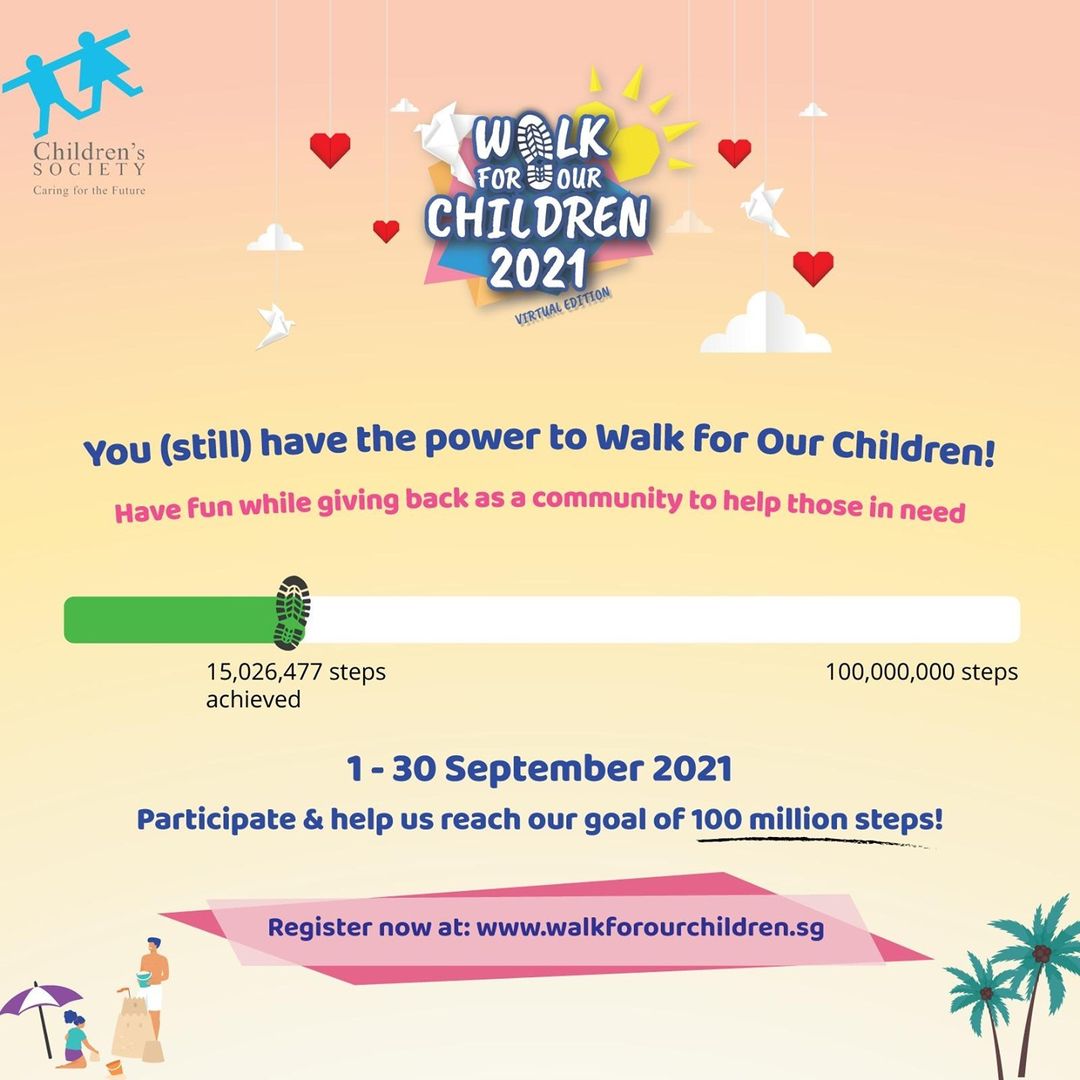 Children's
SOCIETY
Caring for the Future
WALK
FOR OUR
CHILDREN
2021
VIRTUAL EDITION
You (still) have the power to Walk for Our Children!
Have fun while giving back as a community to help those in need
15,026,477 steps
achieved
100,000,000 steps
1 - 30 September 2021
Participate & help us reach our goal of 100 million steps!
Register now at: www.walkforourchildren.sg